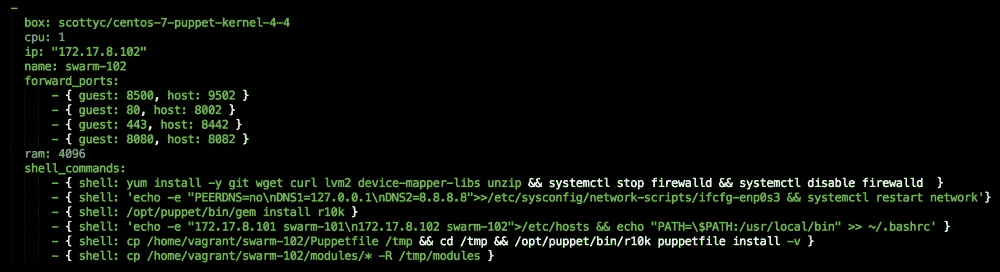 -
box: scottyc/centos-7-puppet-kernel-4-4
cpu: 1
ip: "172.17.8.102"
name: swarm-102
forward_ports:
- { guest: 8500, host: 9502 }
- { guest: 80, host: 8002 }
- { guest: 443, host: 8442 }
- { guest: 8080, host: 8082 }
ram: 4096
shell_commands:
- { shell: yum install -y git wget curl lvm2 device-mapper-libs unzip && systemctl stop firewalld && systemctl disable firewalld  }
- { shell: 'echo -e "PEERDNS=no\nDNS1=127.0.0.1\nDNS2=8.8.8.8">>/etc/sysconfig/network-scripts/ifcfg-enp0s3 && systemctl restart network'}
- { shell: /opt/puppet/bin/gem install r10k }
- { shell: 'echo -e "172.17.8.101 swarm-101\n172.17.8.102 swarm-102">/etc/hosts && echo "PATH=\$PATH:/usr/local/bin" >> ~/.bashrc' }
- { shell: cp /home/vagrant/swarm-102/Puppetfile /tmp && cd /tmp && /opt/puppet/bin/r10k puppetfile install -v }
- { shell: cp /home/vagrant/swarm-102/modules/* -R /tmp/modules }